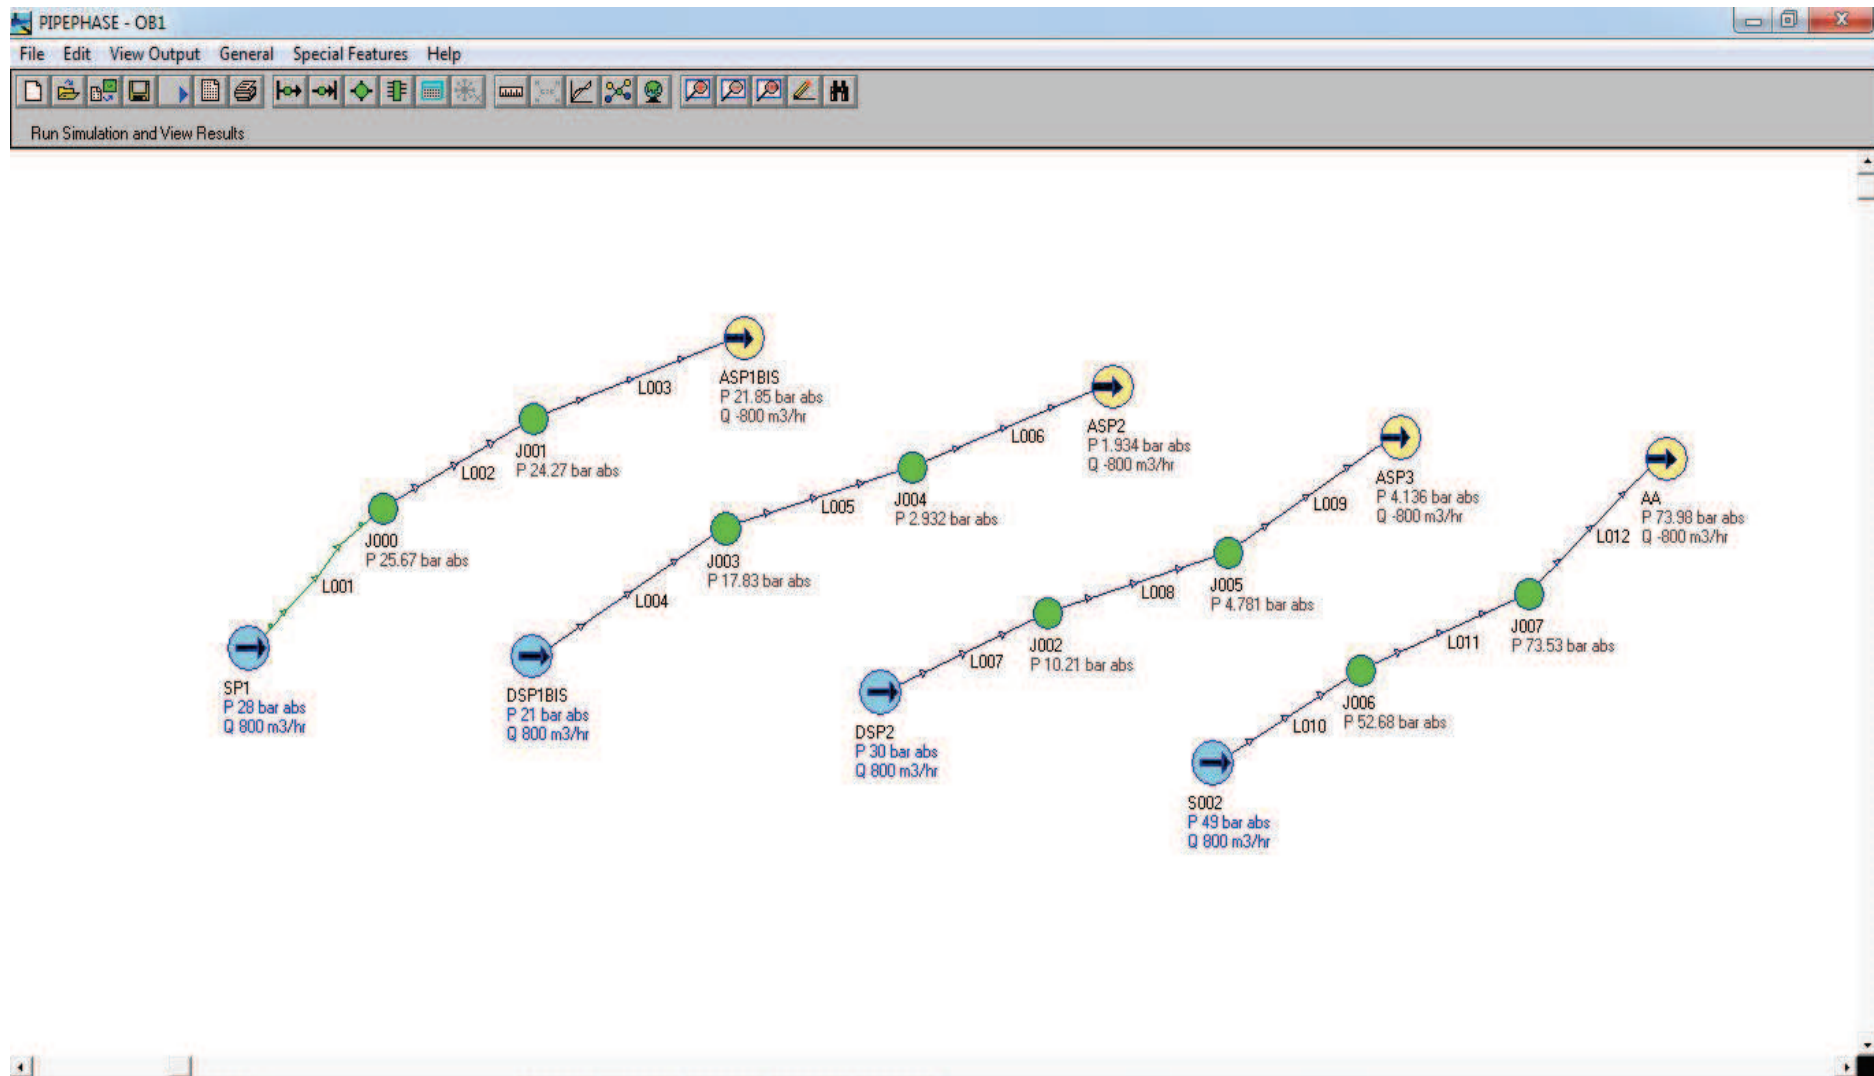 PIPEPHASE - OB1
File Edit View Output General Special Features Help
Run Simulation and View Results
L003
ASP1BIS
P 21.85 bar abs
Q -800 m3/hr
J001
P 24.27 bar abs
L002
J000
P 25.67 bar abs
L001
SP1
P 28 bar abs
Q 800 m3/hr
ASP2
P 1.934 bar abs
Q -800 m3/hr
L006
J004
P 2.932 bar abs
L005
J003
P 17.83 bar abs
L004
DSP1BIS
P 21 bar abs
Q 800 m3/hr
ASP3
P 4.136 bar abs
Q -800 m3/hr
L009
J005
P 4.781 bar abs
L008
J002
P 10.21 bar abs
L007
DSP2
P 30 bar abs
Q 800 m3/hr
AA
P 73.98 bar abs
Q -800 m3/hr
L012
J007
P 73.53 bar abs
L011
J006
P 52.68 bar abs
L010
S002
P 49 bar abs
Q 800 m3/hr